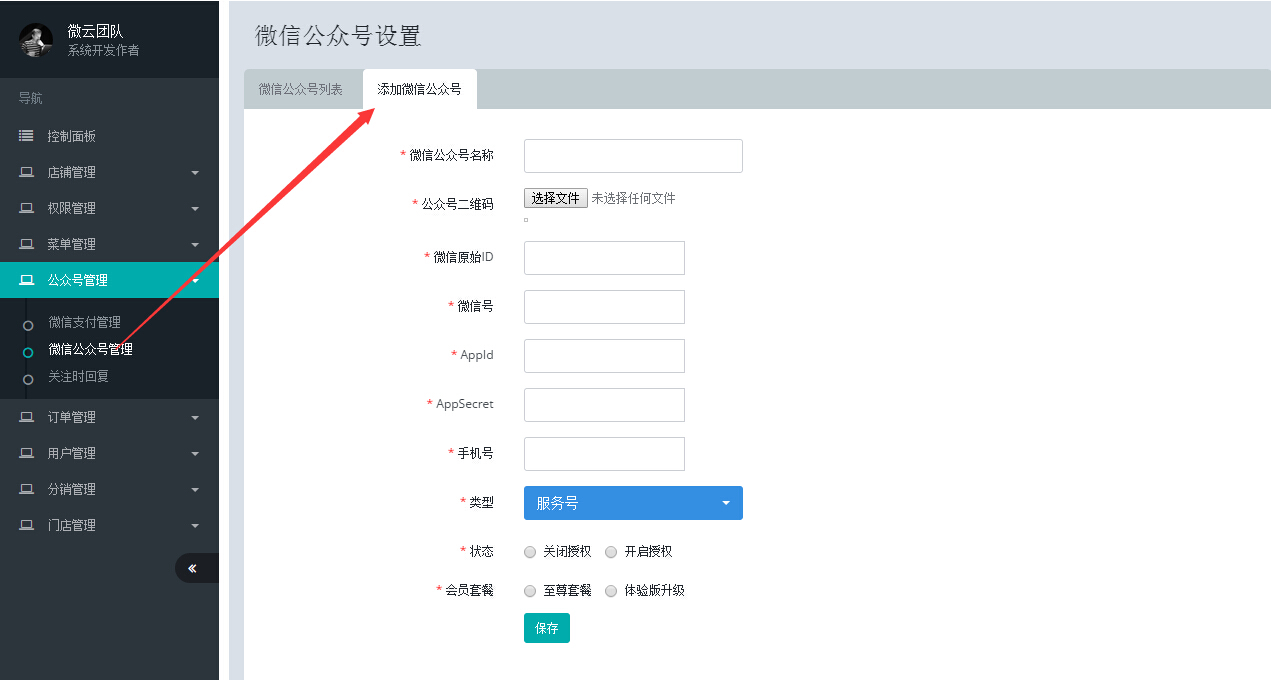 微云团队
系统开发作者
导航
控制面板
店铺管理
权限管理
菜单管理
公众号管理
微信支付管理
微信公众号管理
关注时回复
订单管理
用户管理
分销管理
门店管理
微信公众号设置
微信公众号列表 添加微信公众号
* 微信公众号名称
* 公众号二维码 选择文件 未选择任何文件
* 微信原始ID
* 微信号
* AppId
* AppSecret
* 手机号
* 类型 服务号
* 状态 关闭授权 开启授权
* 会员套餐 至尊套餐 体验版升级
保存